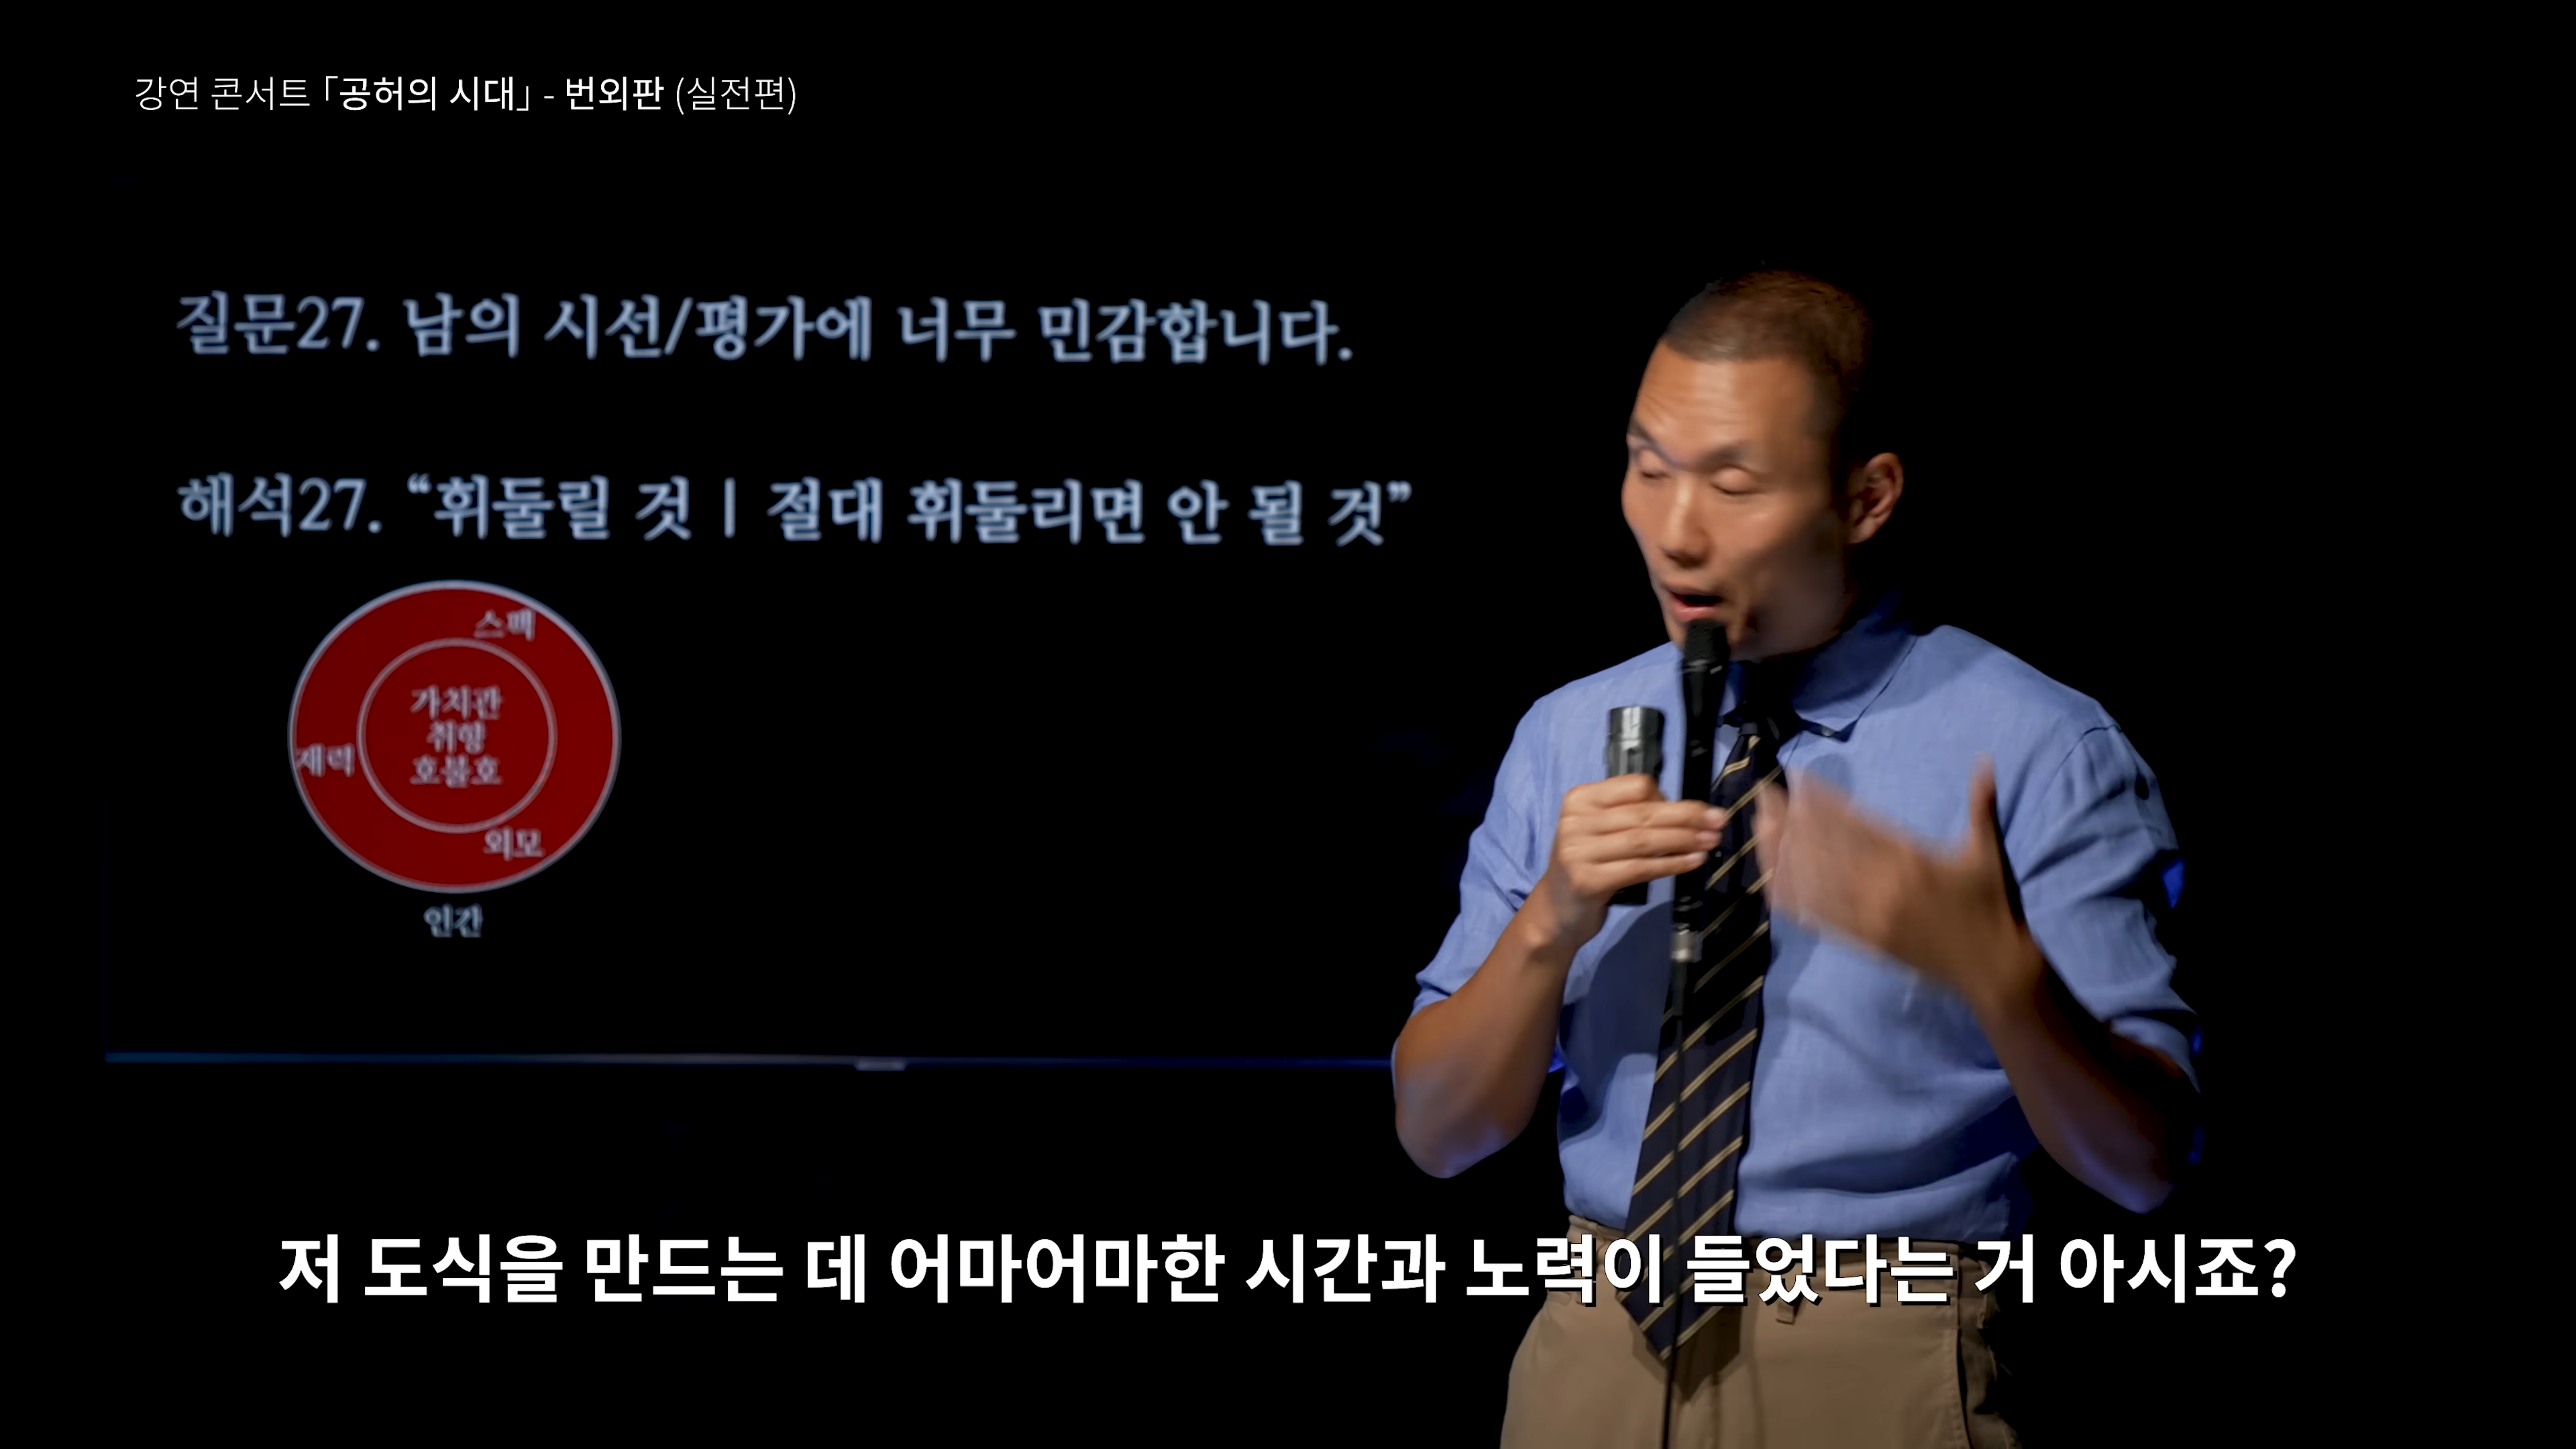 강연 콘서트 「공허의 시대」 - 번외판 (실전편)
질문27. 남의 시선/평가에 너무 민감합니다.
해석27. “휘둘릴 것 | 절대 휘둘리면 안 될 것”
스펙
가치관
취향
호불호
재력
외모
인간
저 도식을 만드는 데 어마어마한 시간과 노력이 들었다는 거 아시죠?